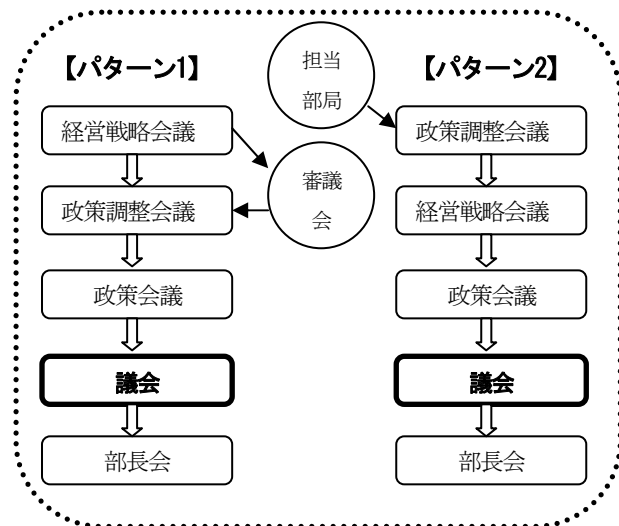 【パターン1】
経営戦略会議
政策調整会議
政策会議
議会
部長会
担当
部局
審議
会
【パターン2】
政策調整会議
経営戦略会議
政策会議
議会
部長会